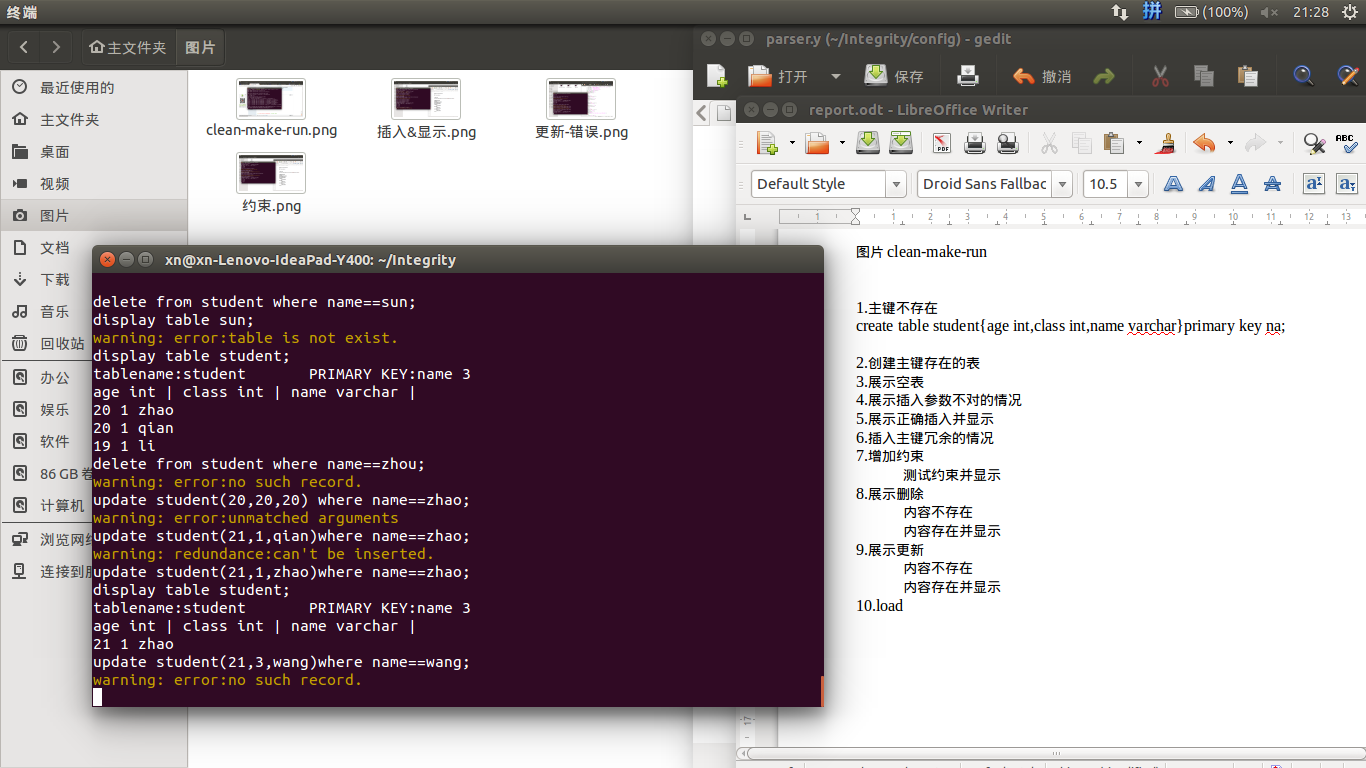 终端
拼
(100%)
21:28
主文件夹
图片
最近使用的
主文件夹
桌面
视频
图片
文档
下载
音乐
回收站
办公
娱乐
软件
86 GB 卷
计算机
浏览网络
连接到服
clean-make-run.png
插入&显示.png
更新-错误.png
约束.png
parser.y (~/Integrity/config) - gedit
打开
保存
撤消
report.odt - LibreOffice Writer
Default Style
Droid Sans Fallbac
10.5
1 1 2 3 4 5 6 7 8 9 10 11 12 13
图片 clean-make-run
1.主键不存在
create table student{age int,class int,name varchar}primary key na;
2.创建主键存在的表
3.展示空表
4.展示插入参数不对的情况
5.展示正确插入并显示
6.插入主键冗余的情况
7.增加约束
测试约束并显示
8.展示删除
内容不存在
内容存在并显示
9.展示更新
内容不存在
内容存在并显示
10.load
17
xn@xn-Lenovo-IdeaPad-Y400: ~/Integrity
delete from student where name==sun;
display table sun;
warning: error:table is not exist.
display table student;
tablename:student       PRIMARY KEY:name 3
age int | class int | name varchar |
20 1 zhao
20 1 qian
19 1 li
delete from student where name==zhou;
warning: error:no such record.
update student(20,20,20) where name==zhao;
warning: error:unmatched arguments
update student(21,1,qian)where name==zhao;
warning: redundance:can't be inserted.
update student(21,1,zhao)where name==zhao;
display table student;
tablename:student       PRIMARY KEY:name 3
age int | class int | name varchar |
21 1 zhao
update student(21,3,wang)where name==wang;
warning: error:no such record.